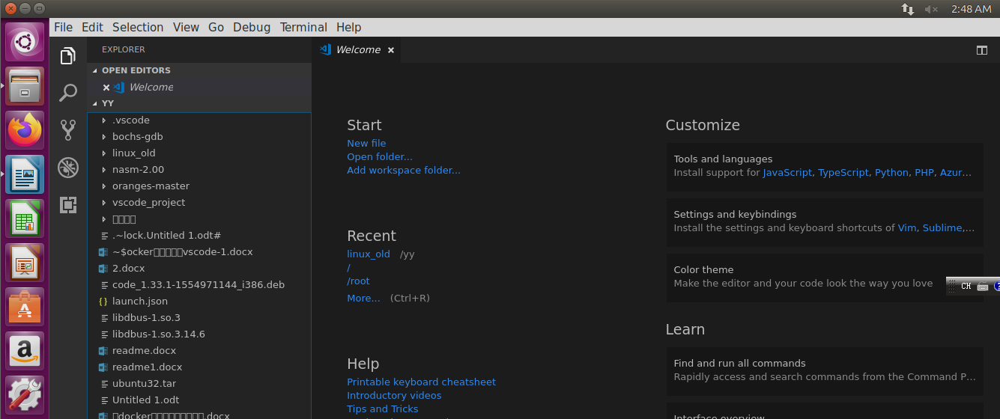 2:48 AM
File Edit Selection View Go Debug Terminal Help
EXPLORER
OPEN EDITORS
Welcome
YY
.vscode
bochs-gdb
linux_old
nasm-2.00
oranges-master
vscode_project
.~lock.Untitled 1.odt#
~$ocker□□□□□vscode-1.docx
2.docx
code_1.33.1-1554971144_i386.deb
launch.json
libdbus-1.so.3
libdbus-1.so.3.14.6
readme.docx
readme1.docx
ubuntu32.tar
Untitled 1.odt
□docker□□□□□□□□□.docx
Welcome
Start
New file
Open folder...
Add workspace folder...
Recent
linux_old /yy
/
/root
More... (Ctrl+R)
Help
Printable keyboard cheatsheet
Introductory videos
Tips and Tricks
Customize
Tools and languages
Install support for JavaScript, TypeScript, Python, PHP, Azur...
Settings and keybindings
Install the settings and keyboard shortcuts of Vim, Sublime,...
Color theme
Make the editor and your code look the way you love
CH
Learn
Find and run all commands
Rapidly access and search commands from the Command P...
Interface overview